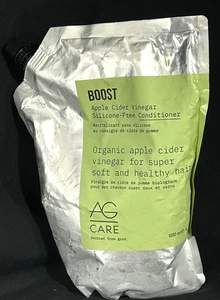 BOOST
Apple Cider Vinegar
Silicone-Free Conditioner
Revitalisant sans silicone
au vinaigre de cidre de pomme
Organic apple cider
vinegar for super
soft and healthy hair
Vinaigre de cidre de pomme biologique
pour des cheveux super doux et sains
AG
CARE